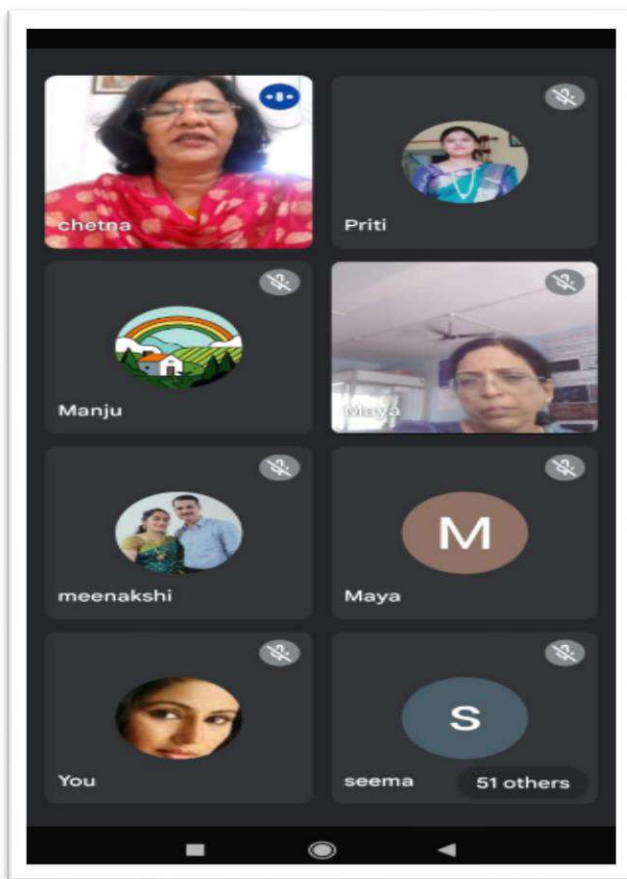 chetna
Priti
Manju
Maya
meenakshi
M
Maya
You
S
seema
51 others